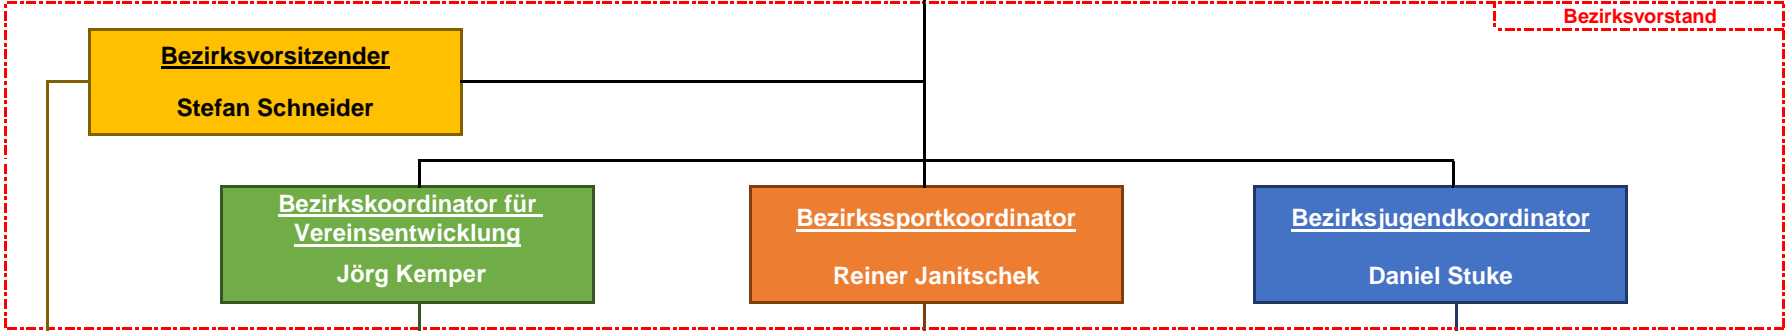 Bezirksvorstand
Bezirksvorsitzender
Stefan Schneider
Bezirkskoordinator für
Vereinsentwicklung
Jörg Kemper
Bezirkssportkoordinator
Reiner Janitschek
Bezirksjugendkoordinator
Daniel Stuke